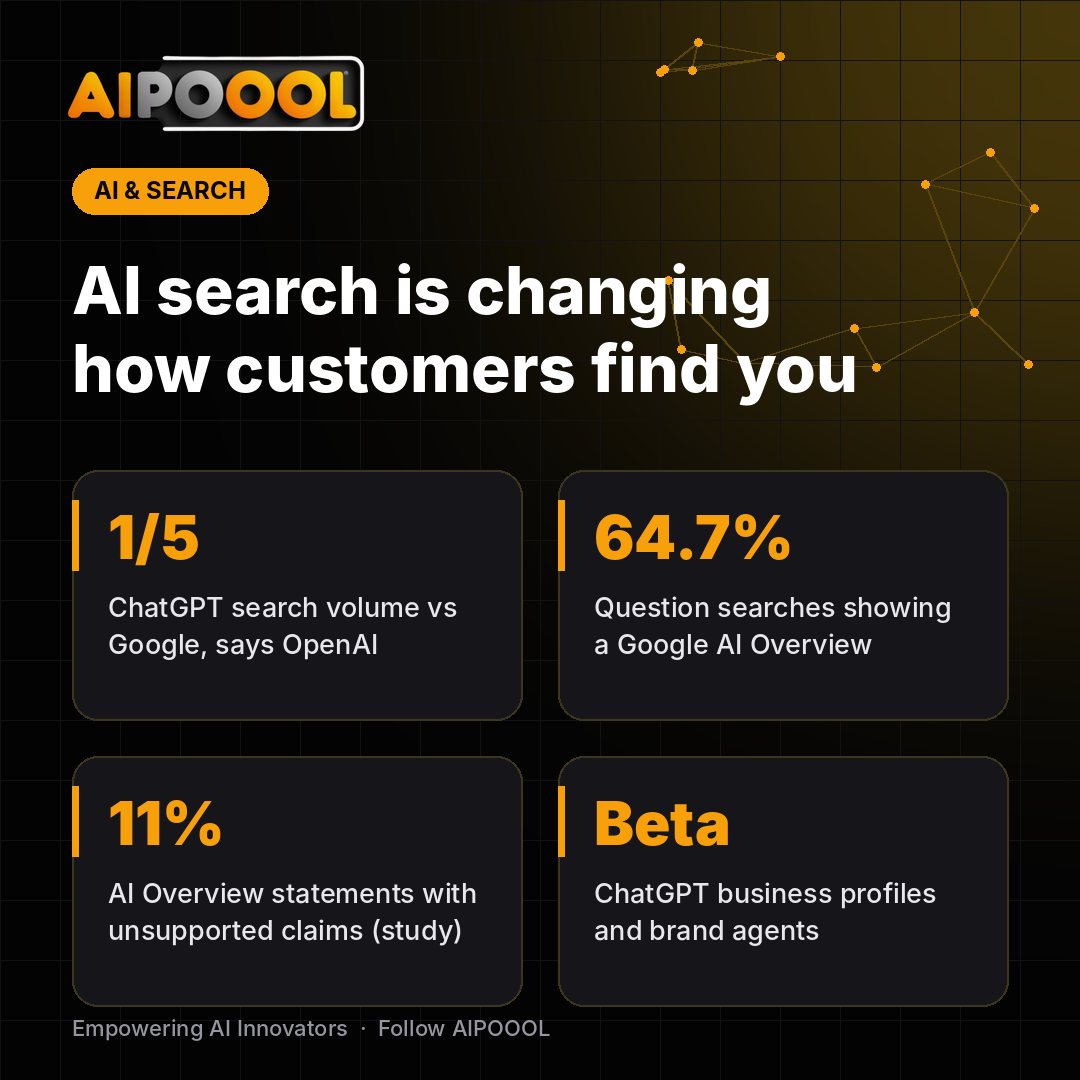 AIPOOOL
AI & SEARCH
AI search is changing
how customers find you
1/5
ChatGPT search volume vs
Google, says OpenAI
64.7%
Question searches showing
a Google AI Overview
11%
AI Overview statements with
unsupported claims (study)
Beta
ChatGPT business profiles
and brand agents
Empowering AI Innovators · Follow AIPOOOL